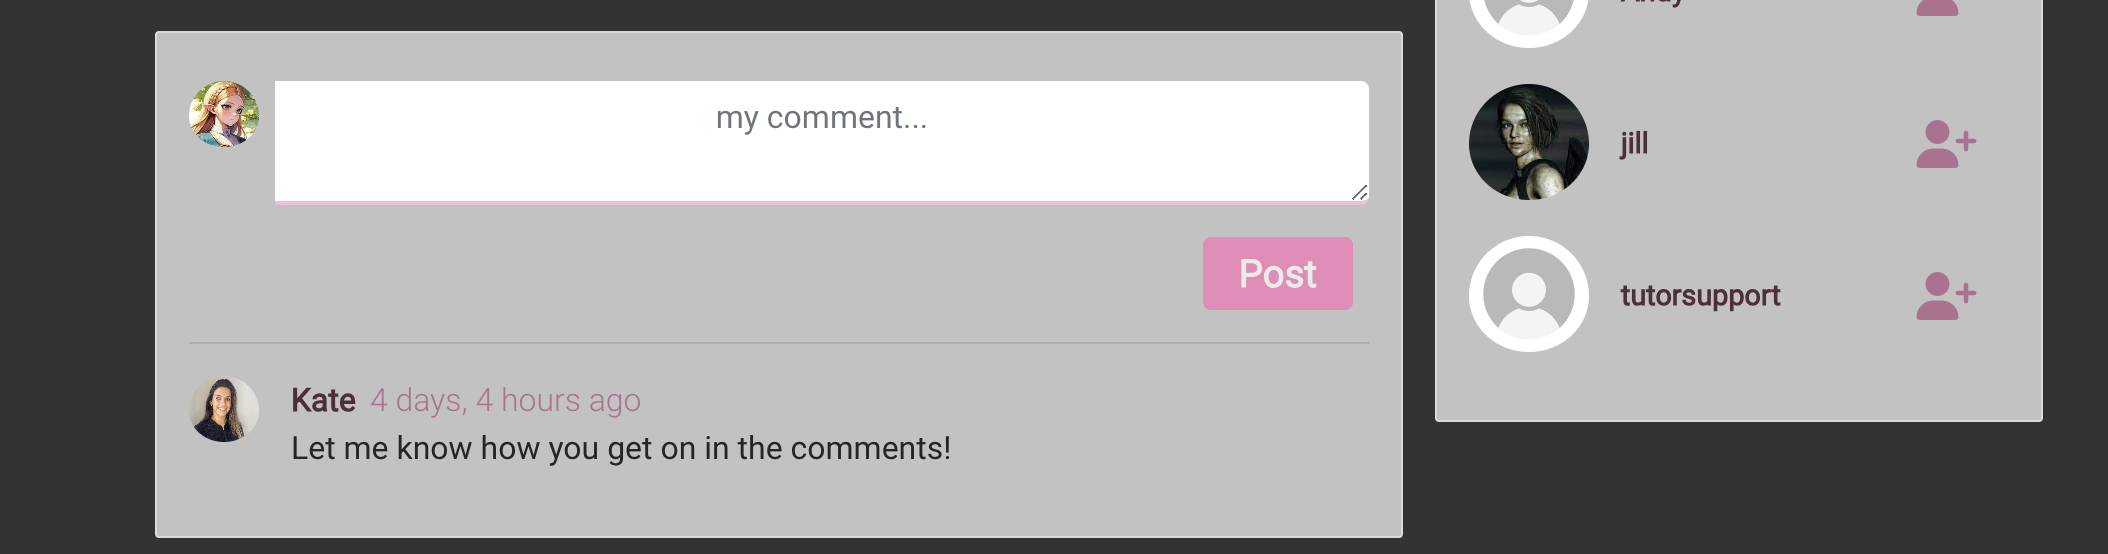 my comment...
Post
Kate 4 days, 4 hours ago
Let me know how you get on in the comments!
jill
tutorsupport